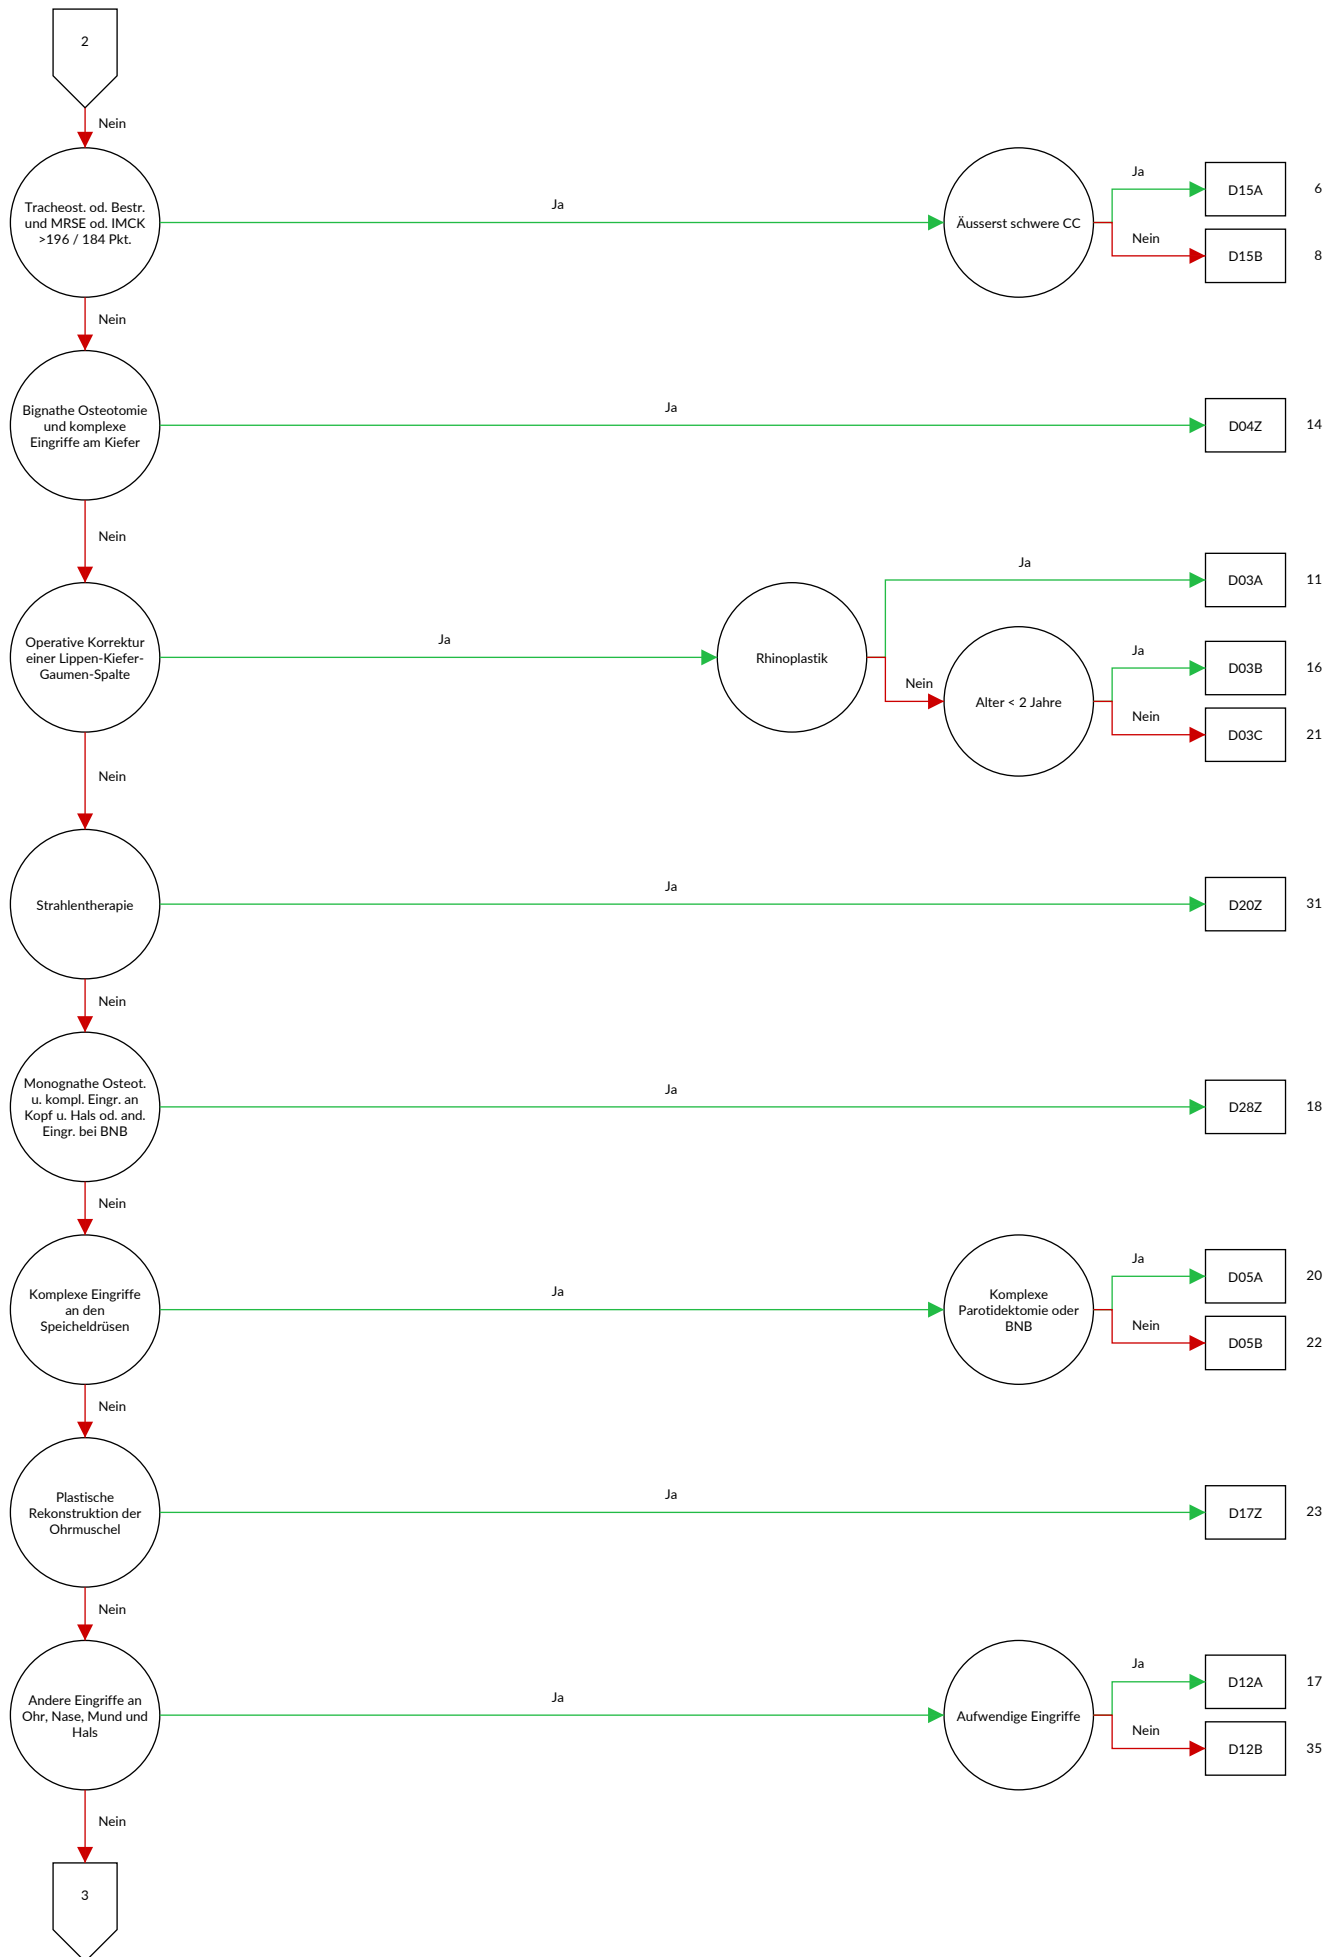 2
Nein
Tracheost. od. Bestr.
und MRSE od. IMCK
>196 / 184 Pkt.
Ja
Äusserst schwere CC
Ja
D15A
6
Nein
D15B
8
Nein
Bignathe Osteotomie
und komplexe
Eingriffe am Kiefer
Ja
D04Z
14
Nein
Operative Korrektur
einer Lippen-Kiefer-
Gaumen-Spalte
Ja
Rhinoplastik
Ja
D03A
11
Nein
Alter < 2 Jahre
Ja
D03B
16
Nein
D03C
21
Nein
Strahlentherapie
Ja
D20Z
31
Nein
Monognathe Osteot.
u. kompl. Eingr. an
Kopf u. Hals od. and.
Eingr. bei BNB
Ja
D28Z
18
Nein
Komplexe Eingriffe
an den
Speicheldrüsen
Ja
Komplexe
Parotidektomie oder
BNB
Ja
D05A
20
Nein
D05B
22
Nein
Plastische
Rekonstruktion der
Ohrmuschel
Ja
D17Z
23
Nein
Andere Eingriffe an
Ohr, Nase, Mund und
Hals
Ja
Aufwendige Eingriffe
Ja
D12A
17
Nein
D12B
35
Nein
3